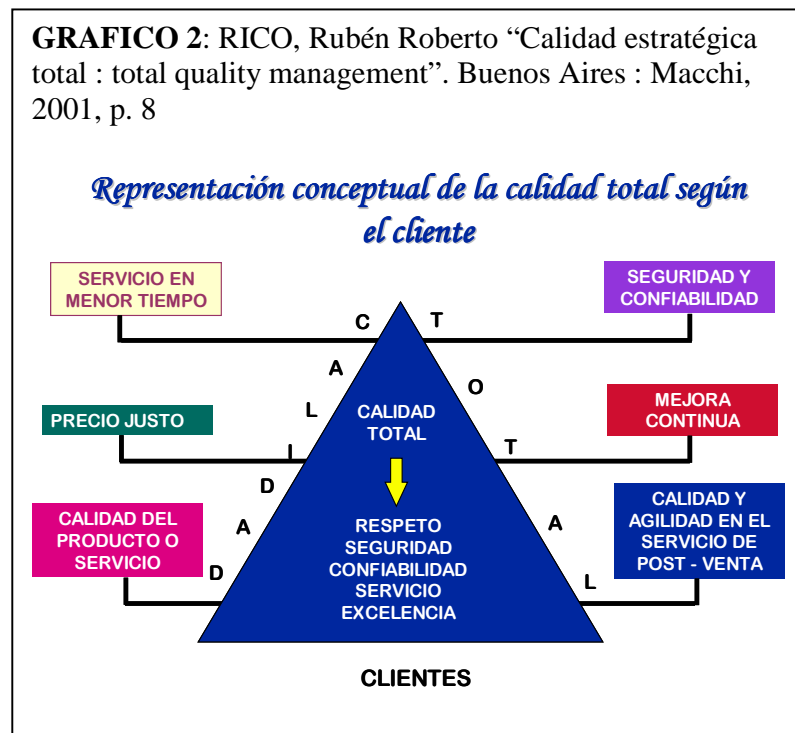 GRAFICO 2: RICO, Rubén Roberto “Calidad estratégica
total : total quality management”. Buenos Aires : Macchi,
2001, p. 8
Representación conceptual de la calidad total según
el cliente
SERVICIO EN
MENOR TIEMPO
SEGURIDAD Y
CONFIABILIDAD
PRECIO JUSTO
MEJORA
CONTINUA
CALIDAD DEL
PRODUCTO O
SERVICIO
CALIDAD Y
AGILIDAD EN EL
SERVICIO DE
POST - VENTA
C A L I D A D
T O T A L
CALIDAD
TOTAL
RESPETO
SEGURIDAD
CONFIABILIDAD
SERVICIO
EXCELENCIA
CLIENTES